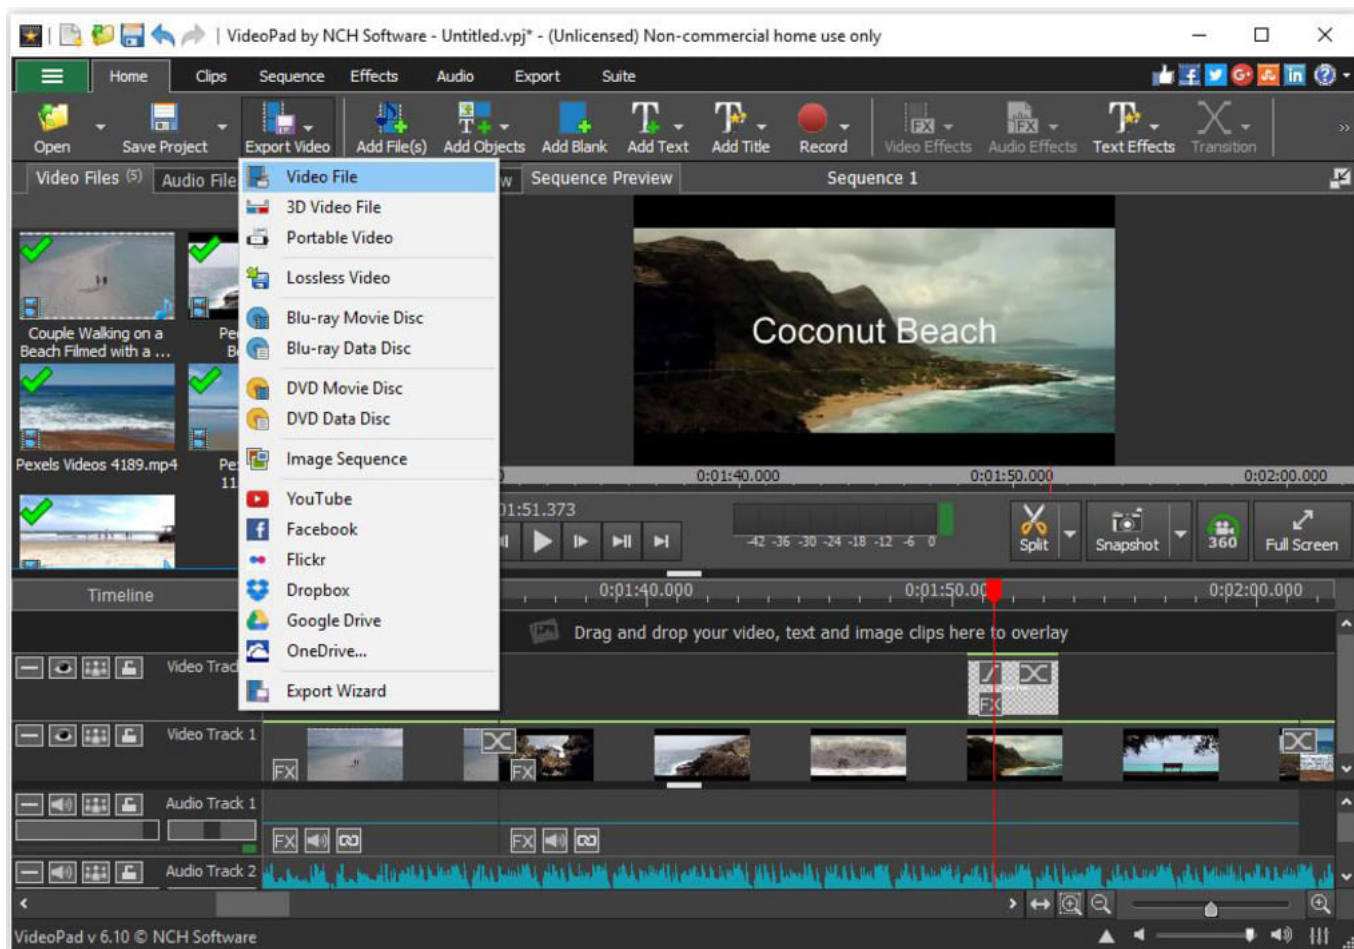 VideoPad by NCH Software - Untitled.vpj* - (Unlicensed) Non-commercial home use only
Home Clips Sequence Effects Audio Export Suite
Open Save Project Export Video Add File(s) Add Objects Add Blank Add Text Add Title Record Video Effects Audio Effects Text Effects Transition
Video Files (5) Audio File w Sequence Preview Sequence 1
Video File
3D Video File
Portable Video
Lossless Video
Blu-ray Movie Disc
Blu-ray Data Disc
DVD Movie Disc
DVD Data Disc
Image Sequence
YouTube
Facebook
Flickr
Dropbox
Google Drive
OneDrive...
Export Wizard
Couple Walking on a
Beach Filmed with a ...
Pexels Videos 4189.mp4
Coconut Beach
0:01:40.000 0:01:50.000 0:02:00.000
01:51.373
-42 -36 -30 -24 -18 -12 -6 0
Split Snapshot 360 Full Screen
Timeline
0:01:40.000 0:01:50.00 0:02:00.000
Drag and drop your video, text and image clips here to overlay
Video Trac
FX
Video Track 1
FX FX
Audio Track 1
FX FX
Audio Track 2
VideoPad v 6.10 © NCH Software